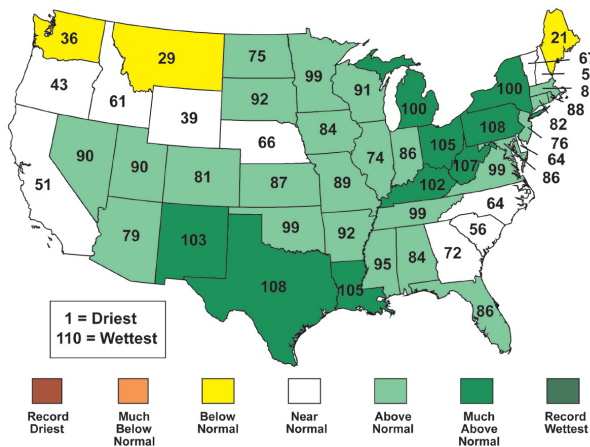 36
29
75
99
21
43
61
92
91
100
100
88
39
84
82
66
74
86
105
108
76
90
90
81
87
89
107
64
51
102
99
86
79
103
99
92
99
64
56
108
105
95
84
72
86
1 = Driest
110 = Wettest
Record
Driest
Much
Below
Normal
Below
Normal
Near
Normal
Above
Normal
Much
Above
Normal
Record
Wettest